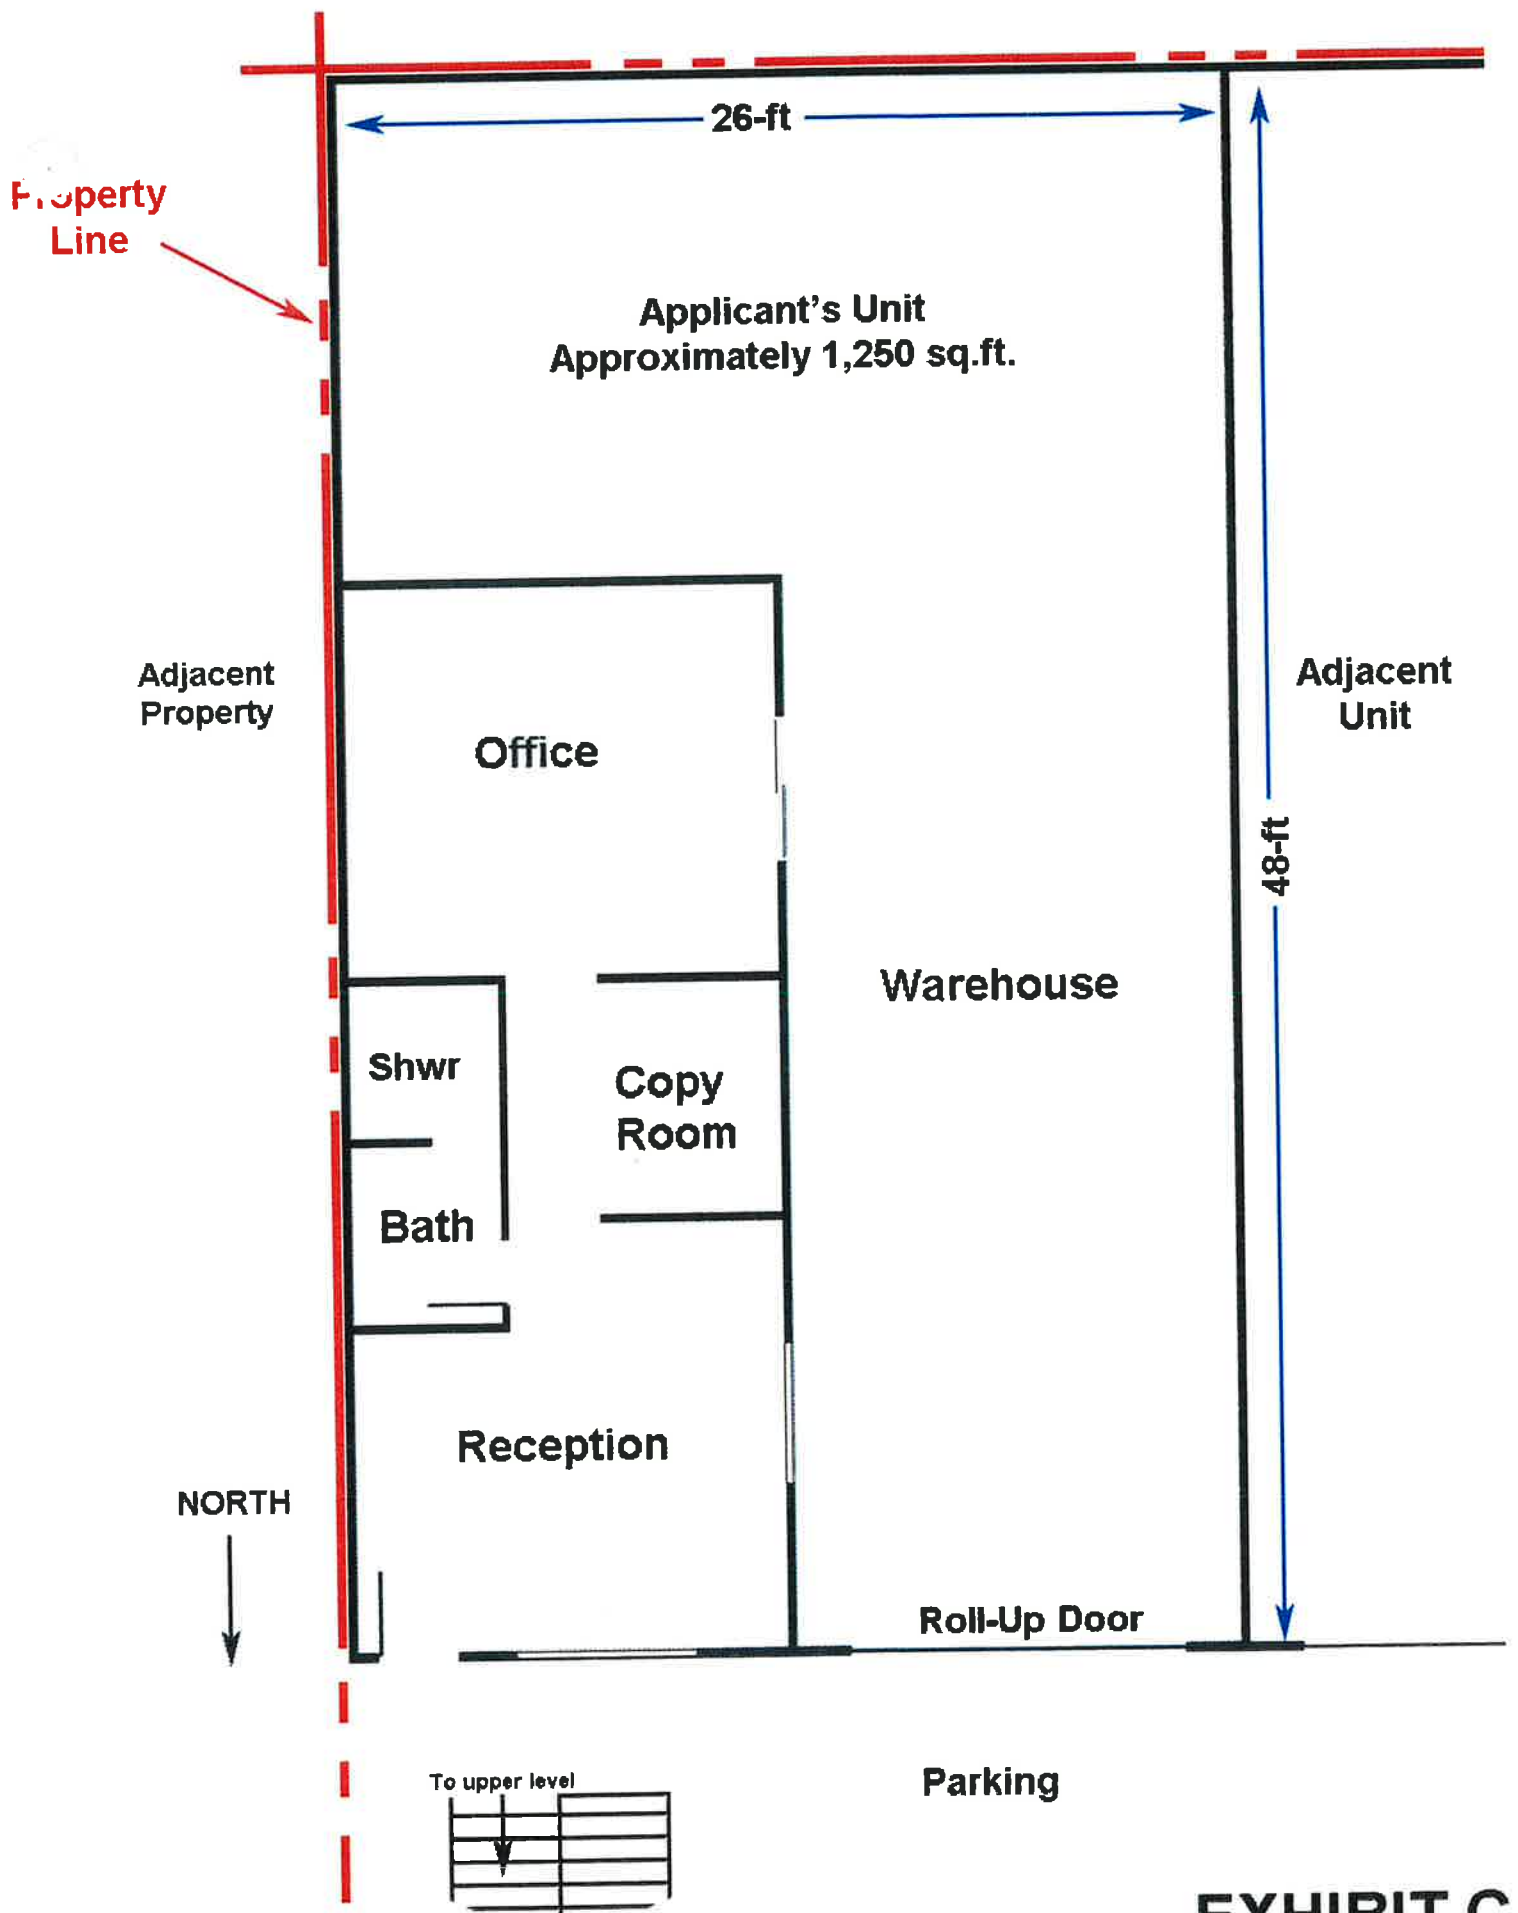 26-ft
Property
Line
Applicant's Unit
Approximately 1,250 sq.ft.
Adjacent
Property
Office
Adjacent
Unit
48-ft
Warehouse
Shwr
Copy
Room
Bath
Reception
NORTH
Roll-Up Door
To upper level
Parking
EXHIBIT C